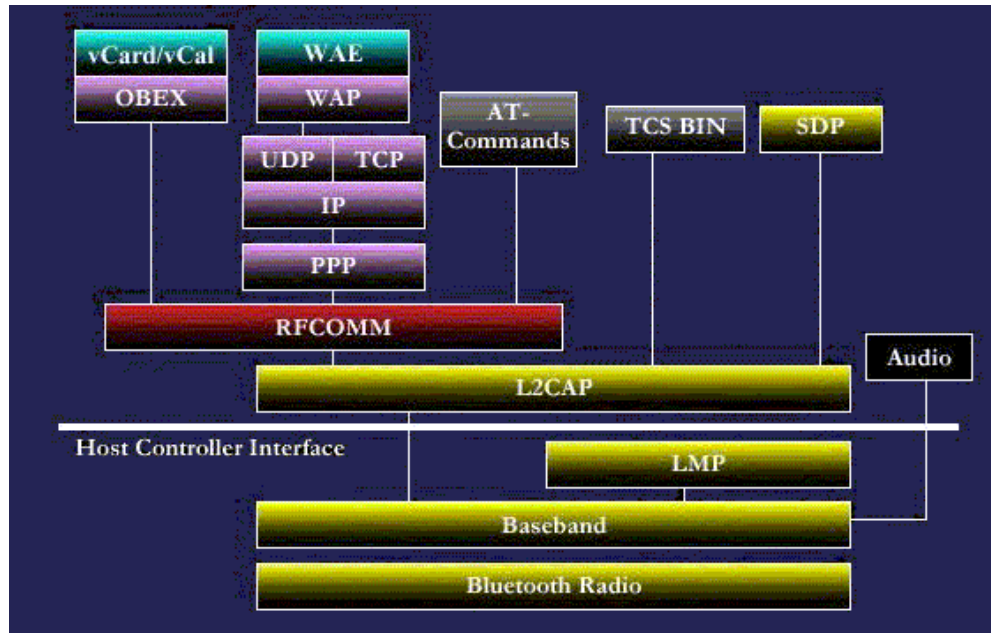 vCard/vCal
OBEX
WAE
WAP
UDP
TCP
IP
PPP
AT-
Commands
TCS BIN
SDP
RFCOMM
L2CAP
Audio
Host Controller Interface
LMP
Baseband
Bluetooth Radio